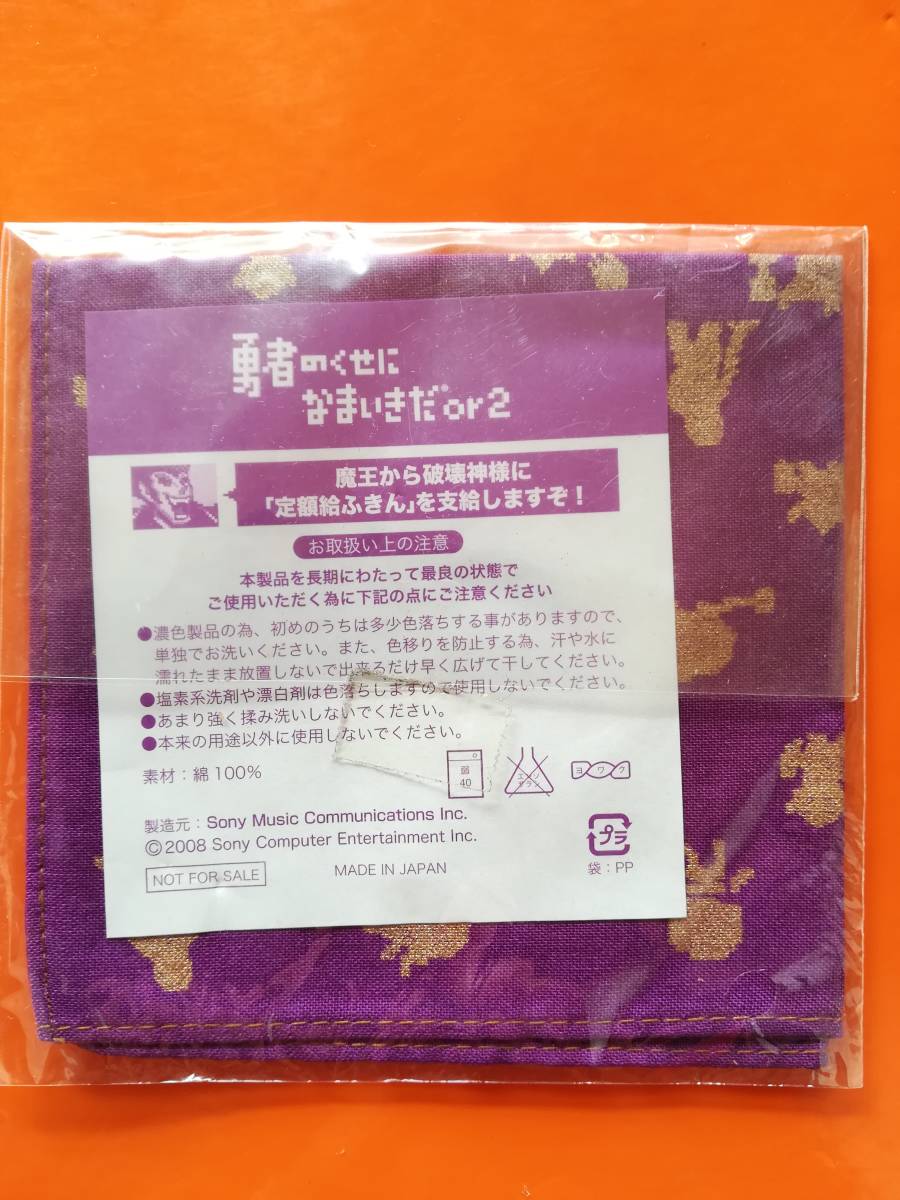 勇者のくせに
なまいきだ®or2
魔王から破壊神様に
「定額給ふきん」を支給しますぞ！
お取扱い上の注意
本製品を長期にわたって最良の状態で
ご使用いただく為に下記の点にご注意ください
●濃色製品の為、初めのうちは多少色落ちする事がありますので、
単独でお洗いください。また、色移りを防止する為、汗や水に
濡れたまま放置しないで出来るだけ早く広げて干してください。
●塩素系洗剤や漂白剤は色落ちしますので使用しないでください。
●あまり強く揉み洗いしないでください。
●本来の用途以外に使用しないでください。
素材：綿 100%
弱
40
エンソ
サラシ
ヨワク
製造元：Sony Music Communications Inc.
©2008 Sony Computer Entertainment Inc.
NOT FOR SALE
MADE IN JAPAN
プラ
袋：PP